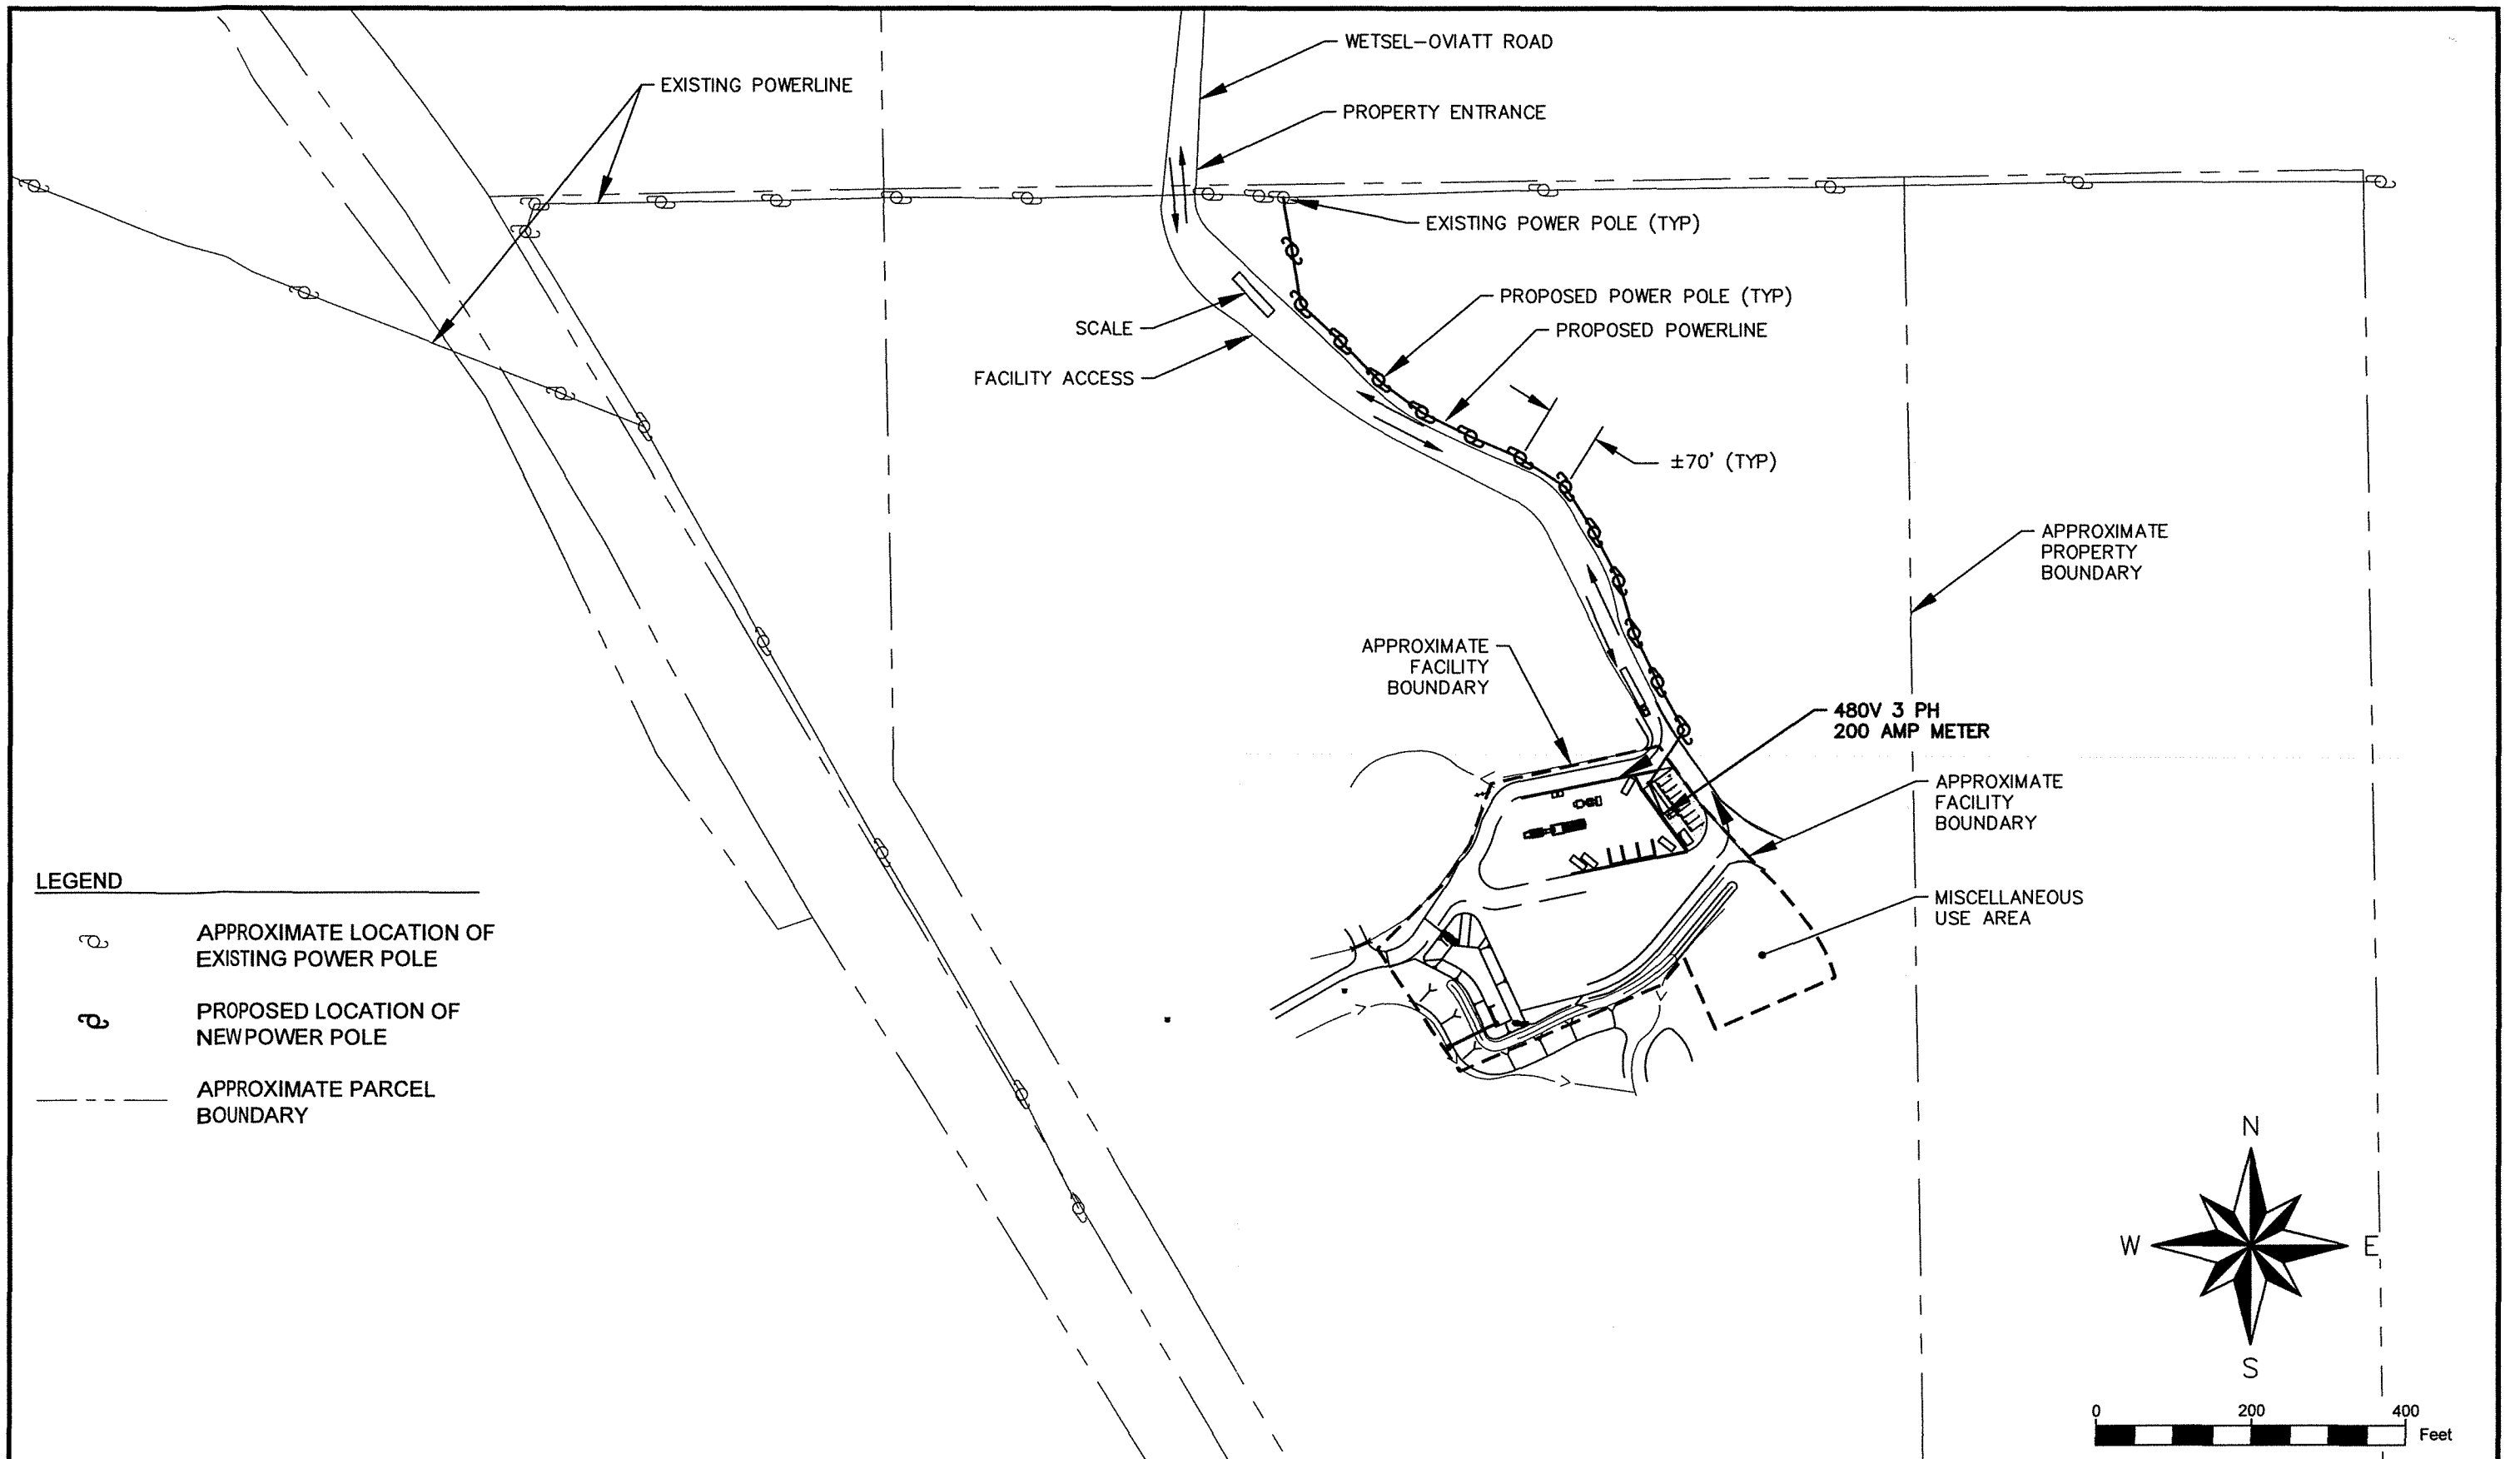 WETSEL-OVIATT ROAD
EXISTING POWERLINE
PROPERTY ENTRANCE
EXISTING POWER POLE (TYP)
PROPOSED POWER POLE (TYP)
SCALE
PROPOSED POWERLINE
FACILITY ACCESS
±70' (TYP)
APPROXIMATE
PROPERTY
BOUNDARY
APPROXIMATE
FACILITY
BOUNDARY
480V 3 PH
200 AMP METER
APPROXIMATE
FACILITY
BOUNDARY
MISCELLANEOUS
USE AREA
LEGEND
APPROXIMATE LOCATION OF
EXISTING POWER POLE
PROPOSED LOCATION OF
NEW POWER POLE
APPROXIMATE PARCEL
BOUNDARY
N
W E
S
0 200 400
Feet